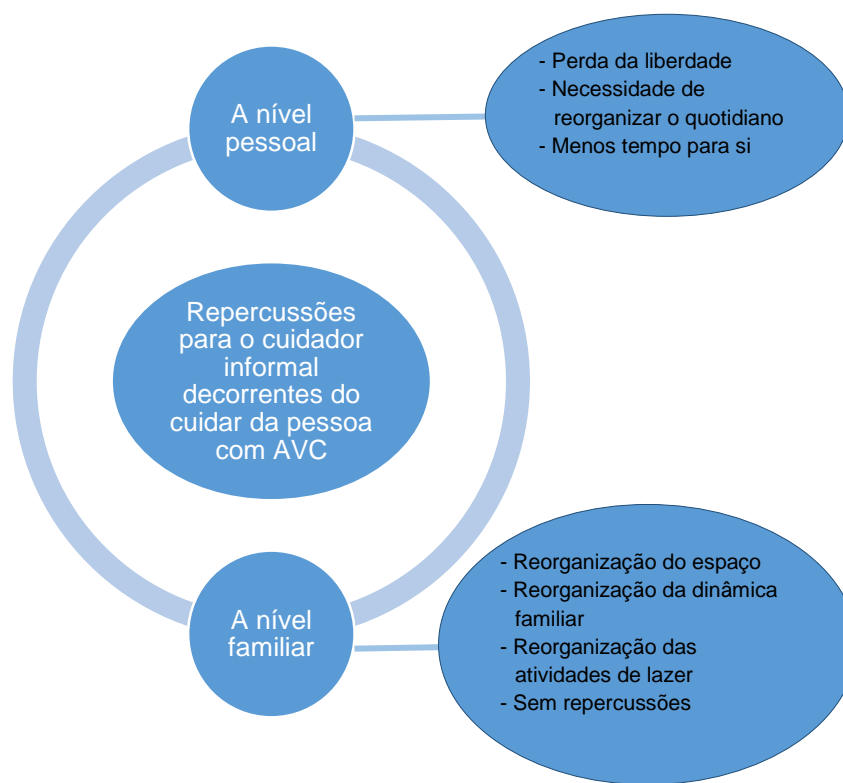 A nível
pessoal
- Perda da liberdade
- Necessidade de
reorganizar o quotidiano
- Menos tempo para si
Repercussões
para o cuidador
informal
decorrentes do
cuidar da pessoa
com AVC
A nível
familiar
- Reorganização do espaço
- Reorganização da dinâmica
familiar
- Reorganização das
atividades de lazer
- Sem repercussões